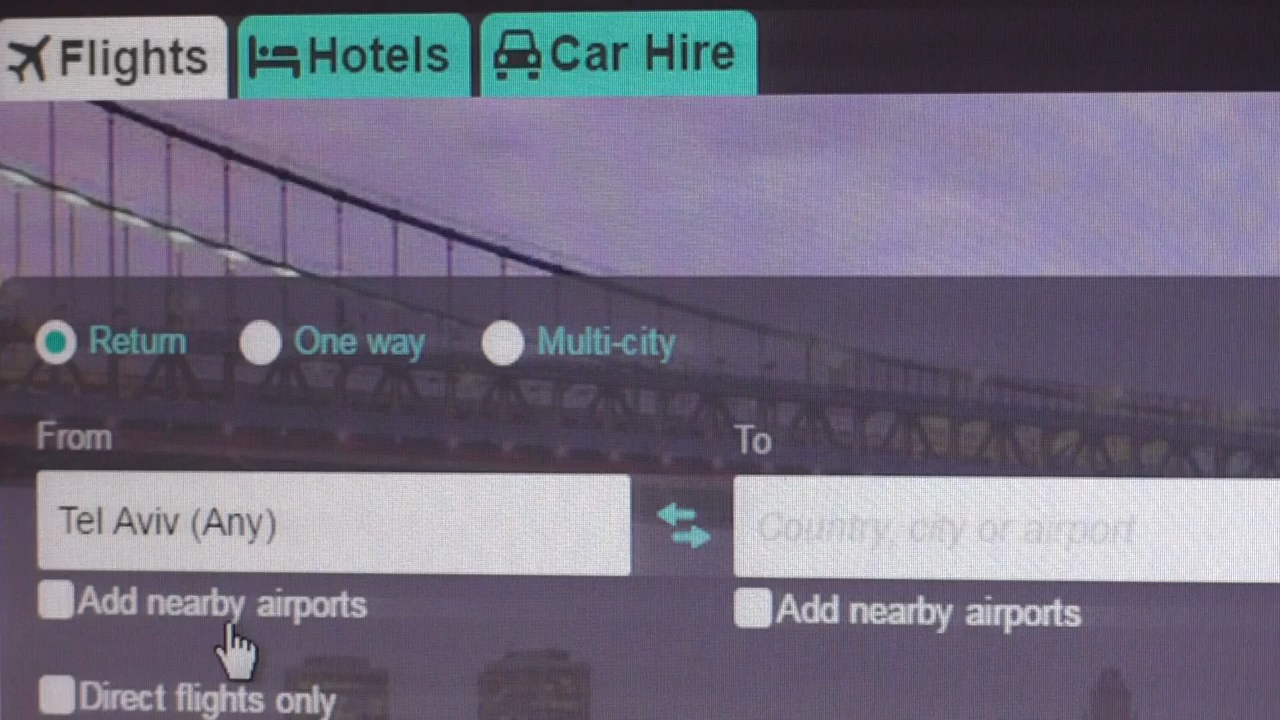 Flights Hotels Car Hire
Return One way Multi-city
From To
Tel Aviv (Any) Country, city or airport
Add nearby airports Add nearby airports
Direct flights only